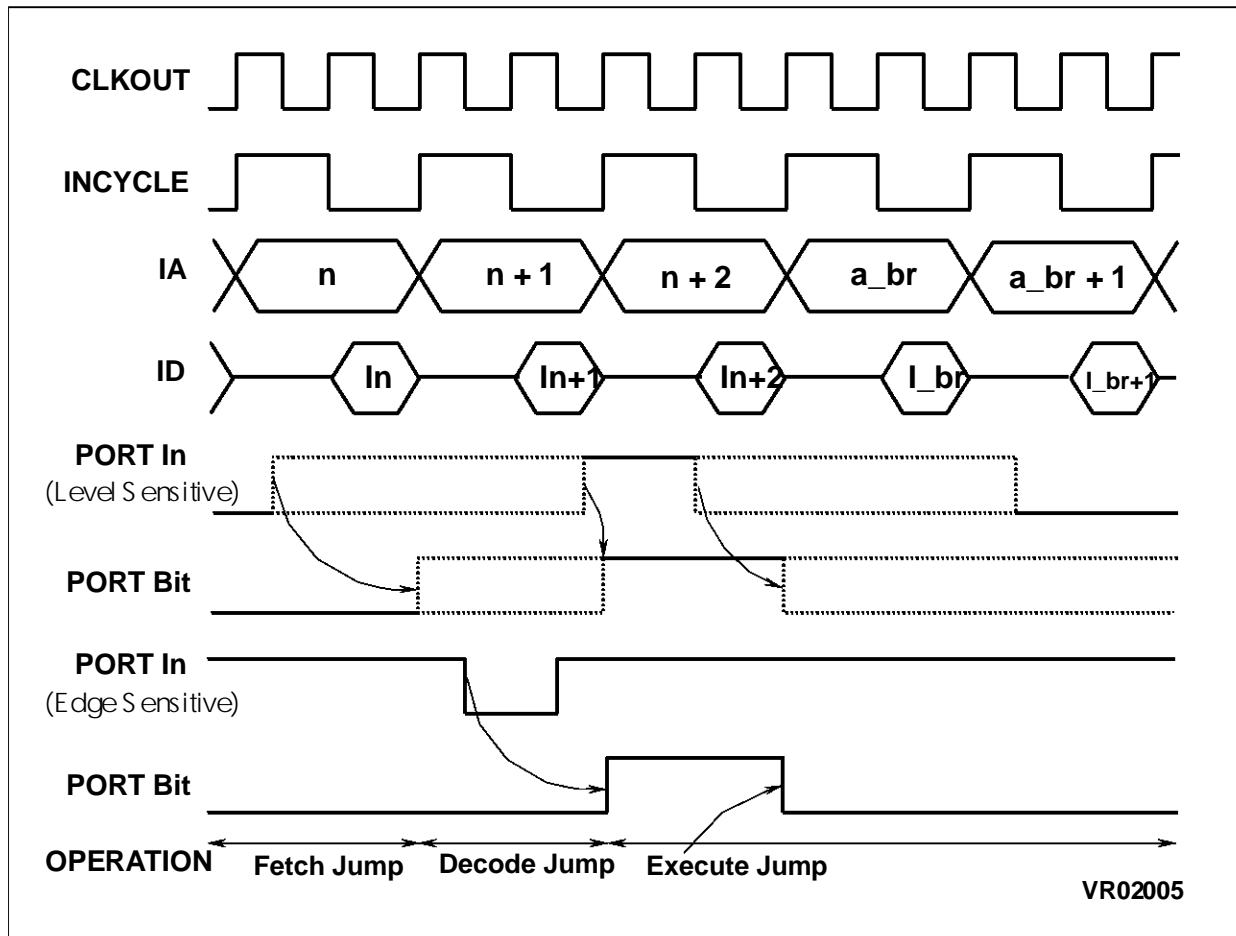 CLKOUT
INCYCLE
IA
n
n + 1
n + 2
a_br
a_br + 1
ID
In
In+1
In+2
I_br
I_br+1
PORT In
(Level Sensitive)
PORT Bit
PORT In
(Edge Sensitive)
PORT Bit
OPERATION
Fetch Jump
Decode Jump
Execute Jump
VR02005